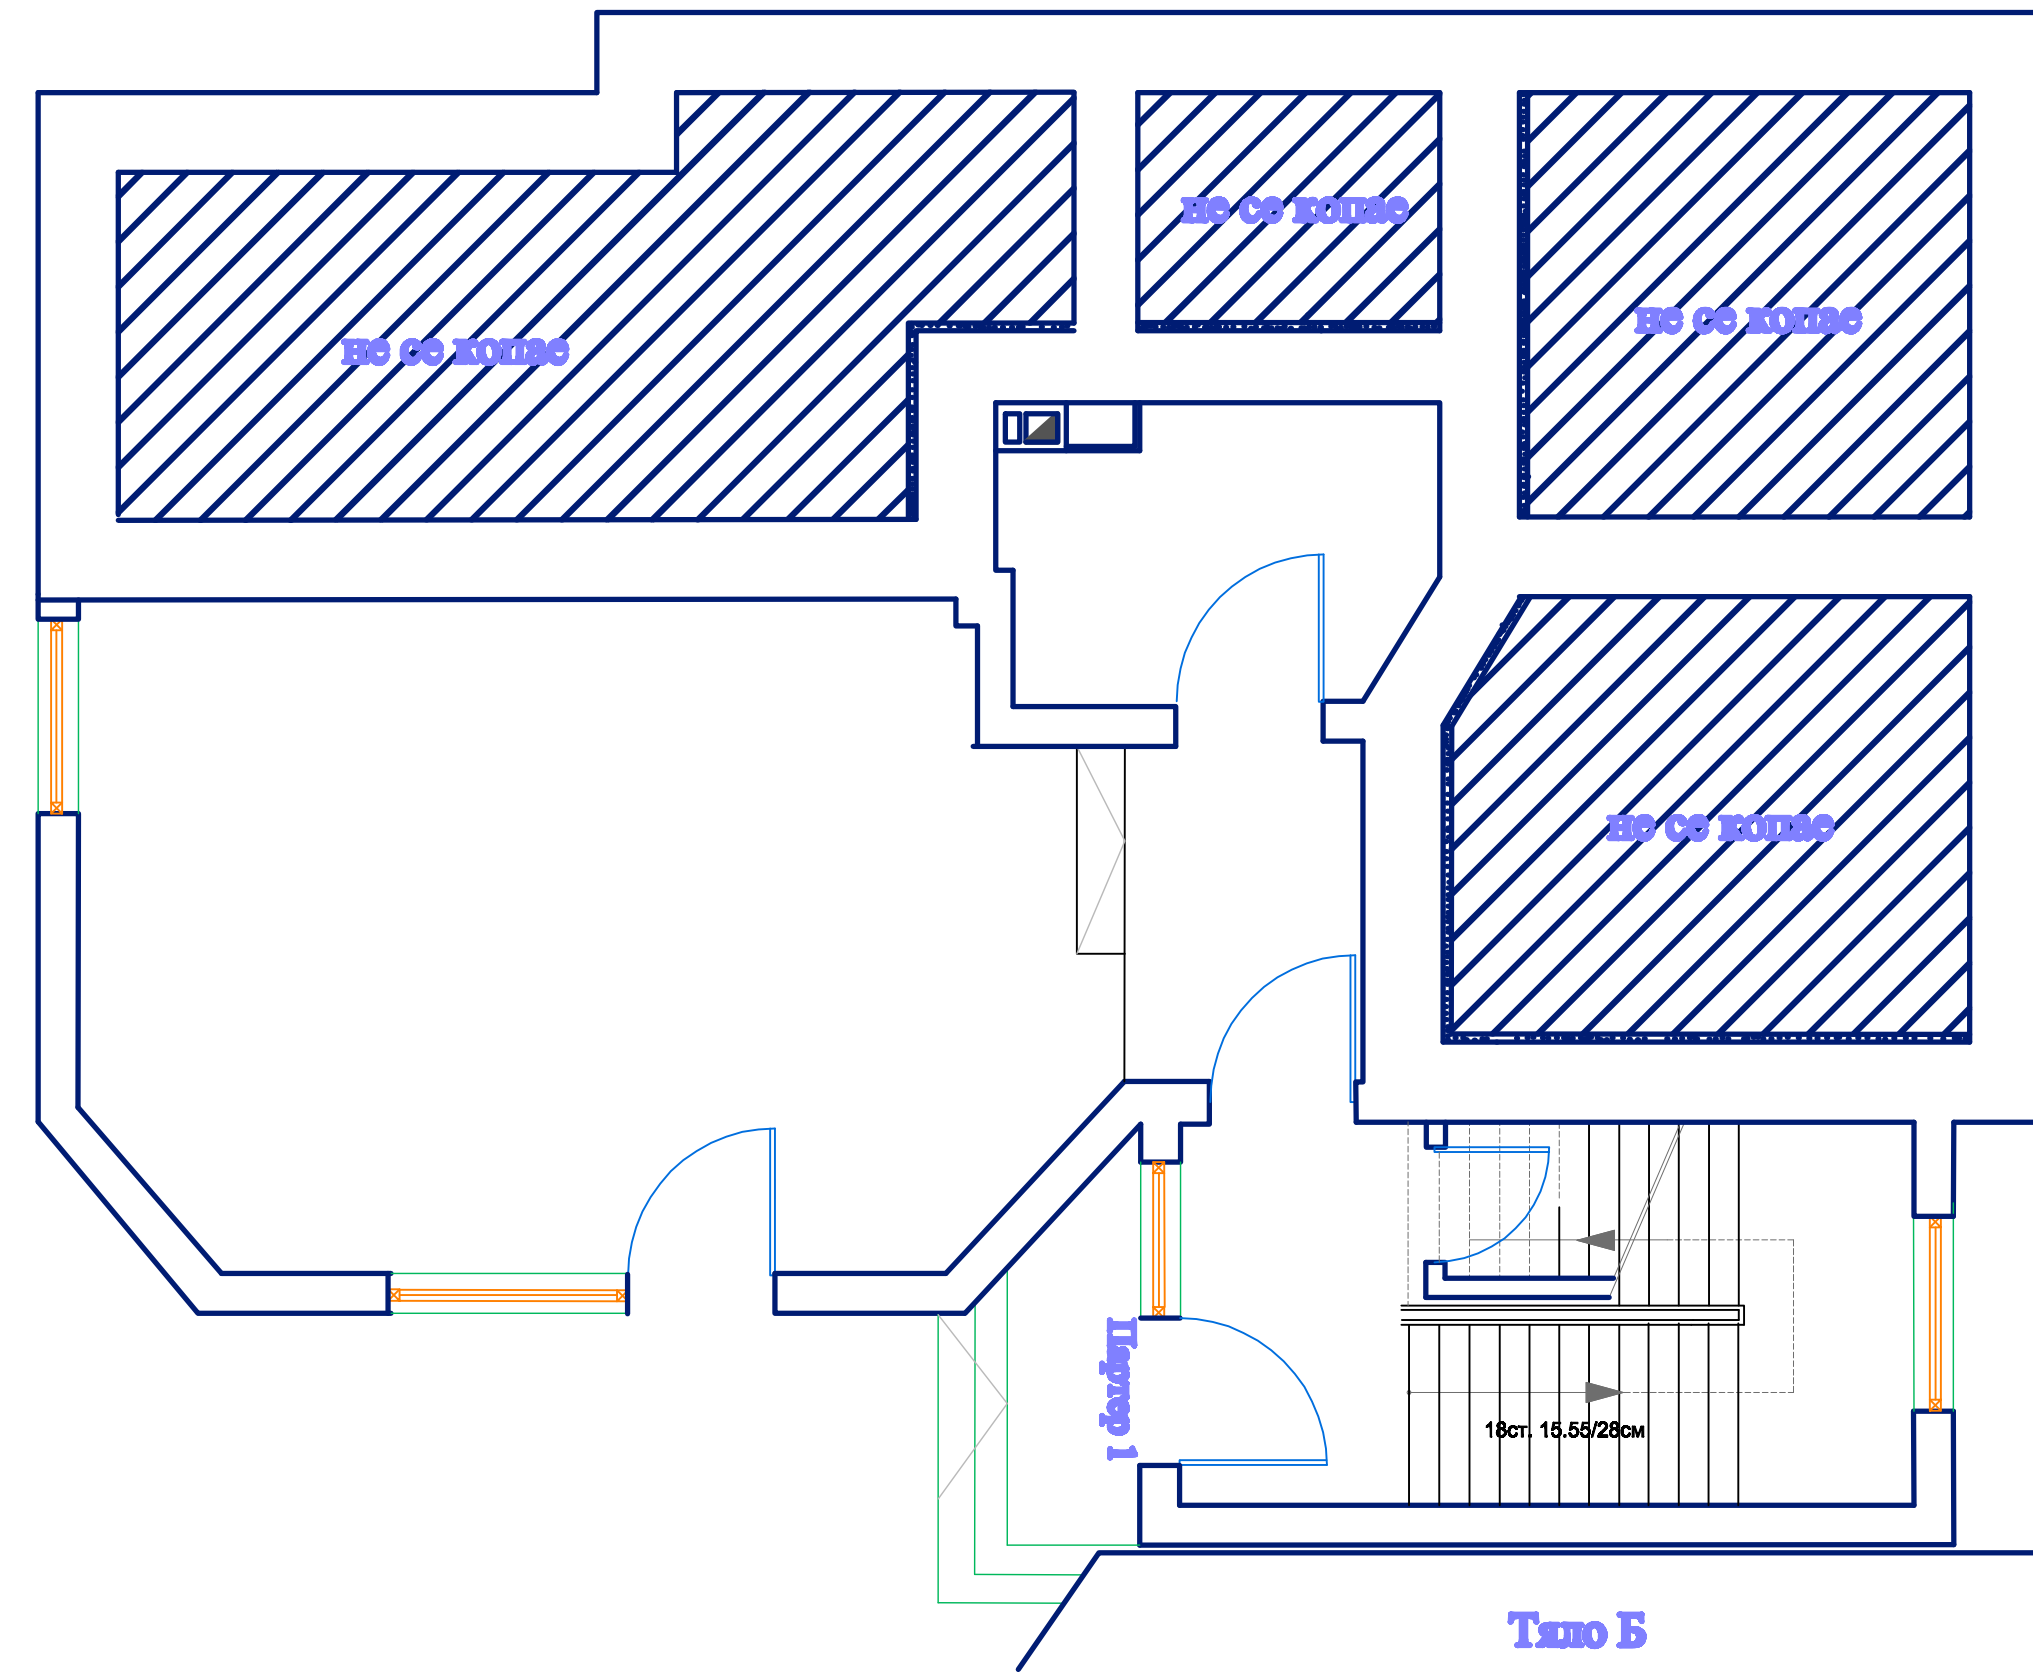 не се копае
не се копае
не се копае
не се копае
Партер 1
18ст. 15.55/28см
Тяло Б